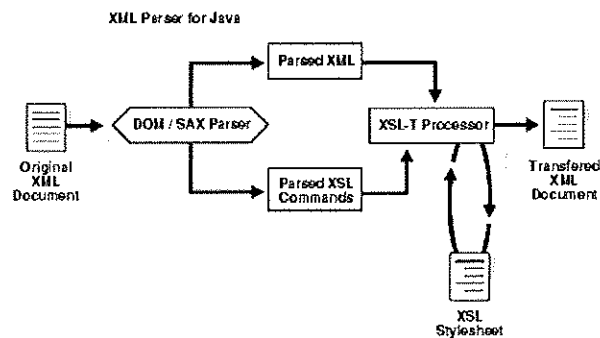 XML Parser for Java
Parsed XML
DOM / SAX Parser
XSL-T Processor
Original
XML
Document
Parsed XSL
Commands
Transfered
XML
Document
XSL
Stylesheet